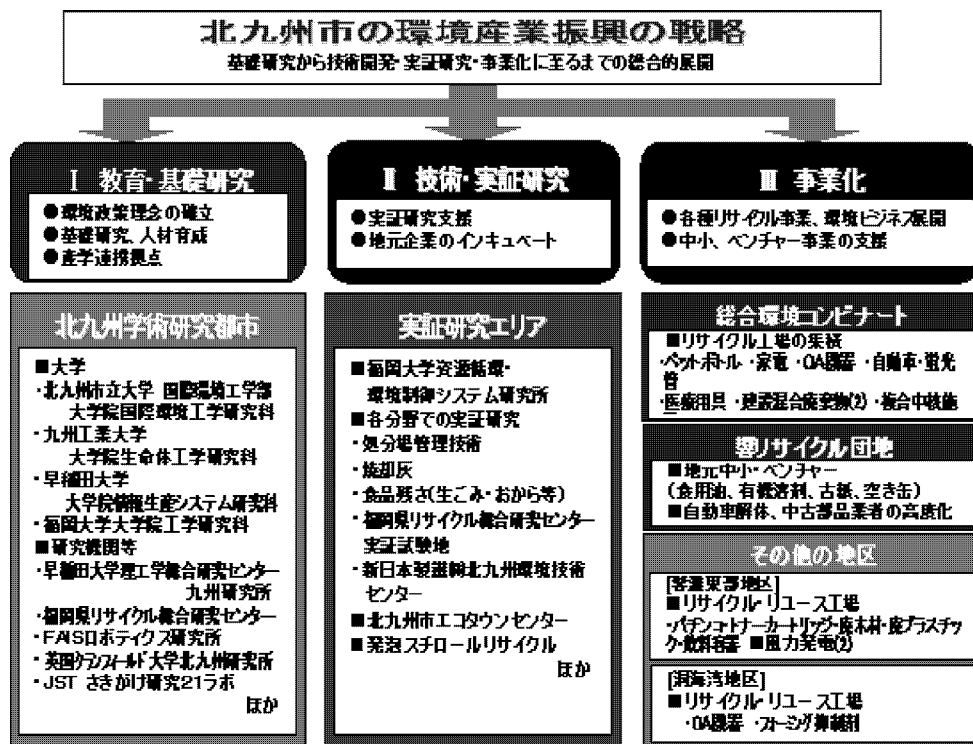 北九州市の環境産業振興の戦略
基礎研究から技術開発・実証研究・事業化に至るまでの総合的展開
Ⅰ 教育・基礎研究
●環境政策理念の確立
●基礎研究、人材育成
●産学連携拠点
北九州学術研究都市
■大学
・北九州市立大学 国際環境工学部
大学院国際環境工学研究科
・九州工業大学
大学院生命体工学研究科
・早稲田大学
大学院情報生産システム研究科
・福岡大学大学院工学研究科
■研究機関等
・早稲田大学理工学総合研究センター
九州研究所
・福岡県リサイクル総合研究センター
・FAISロボティクス研究所
・英国クランフィールド大学北九州研究所
・JST さきがけ研究21ラボ
ほか
Ⅱ 技術・実証研究
●実証研究支援
●地元企業のインキュベート
実証研究エリア
■福岡大学資源循環・
環境制御システム研究所
■各分野での実証研究
・処分場管理技術
・焼却灰
・食品残さ(生ごみ・おから等)
・福岡県リサイクル総合研究センター
実証試験地
・新日本製鐵㈱北九州環境技術
センター
■北九州市エコタウンセンター
■発泡スチロールリサイクル
ほか
Ⅲ 事業化
●各種リサイクル事業、環境ビジネス展開
●中小、ベンチャー事業の支援
総合環境コンビナート
■リサイクル工場の集積
・ペットボトル ・家電 ・OA機器 ・自動車・蛍光
管
・医療用具 ・建設混合廃棄物(2) ・複合中核施
響リサイクル団地
■地元中小・ベンチャー
(食用油、有機溶剤、古紙、空き缶)
■自動車解体、中古部品業者の高度化
その他の地区
[響灘東部地区]
■リサイクル・リユース工場
・パチンコ・トナーカートリッジ・廃木材・廃プラスチッ
ク・飲料容器 ■風力発電(2)
[洞海湾地区]
■リサイクル・リユース工場
・OA機器 ・フォーミング抑制剤